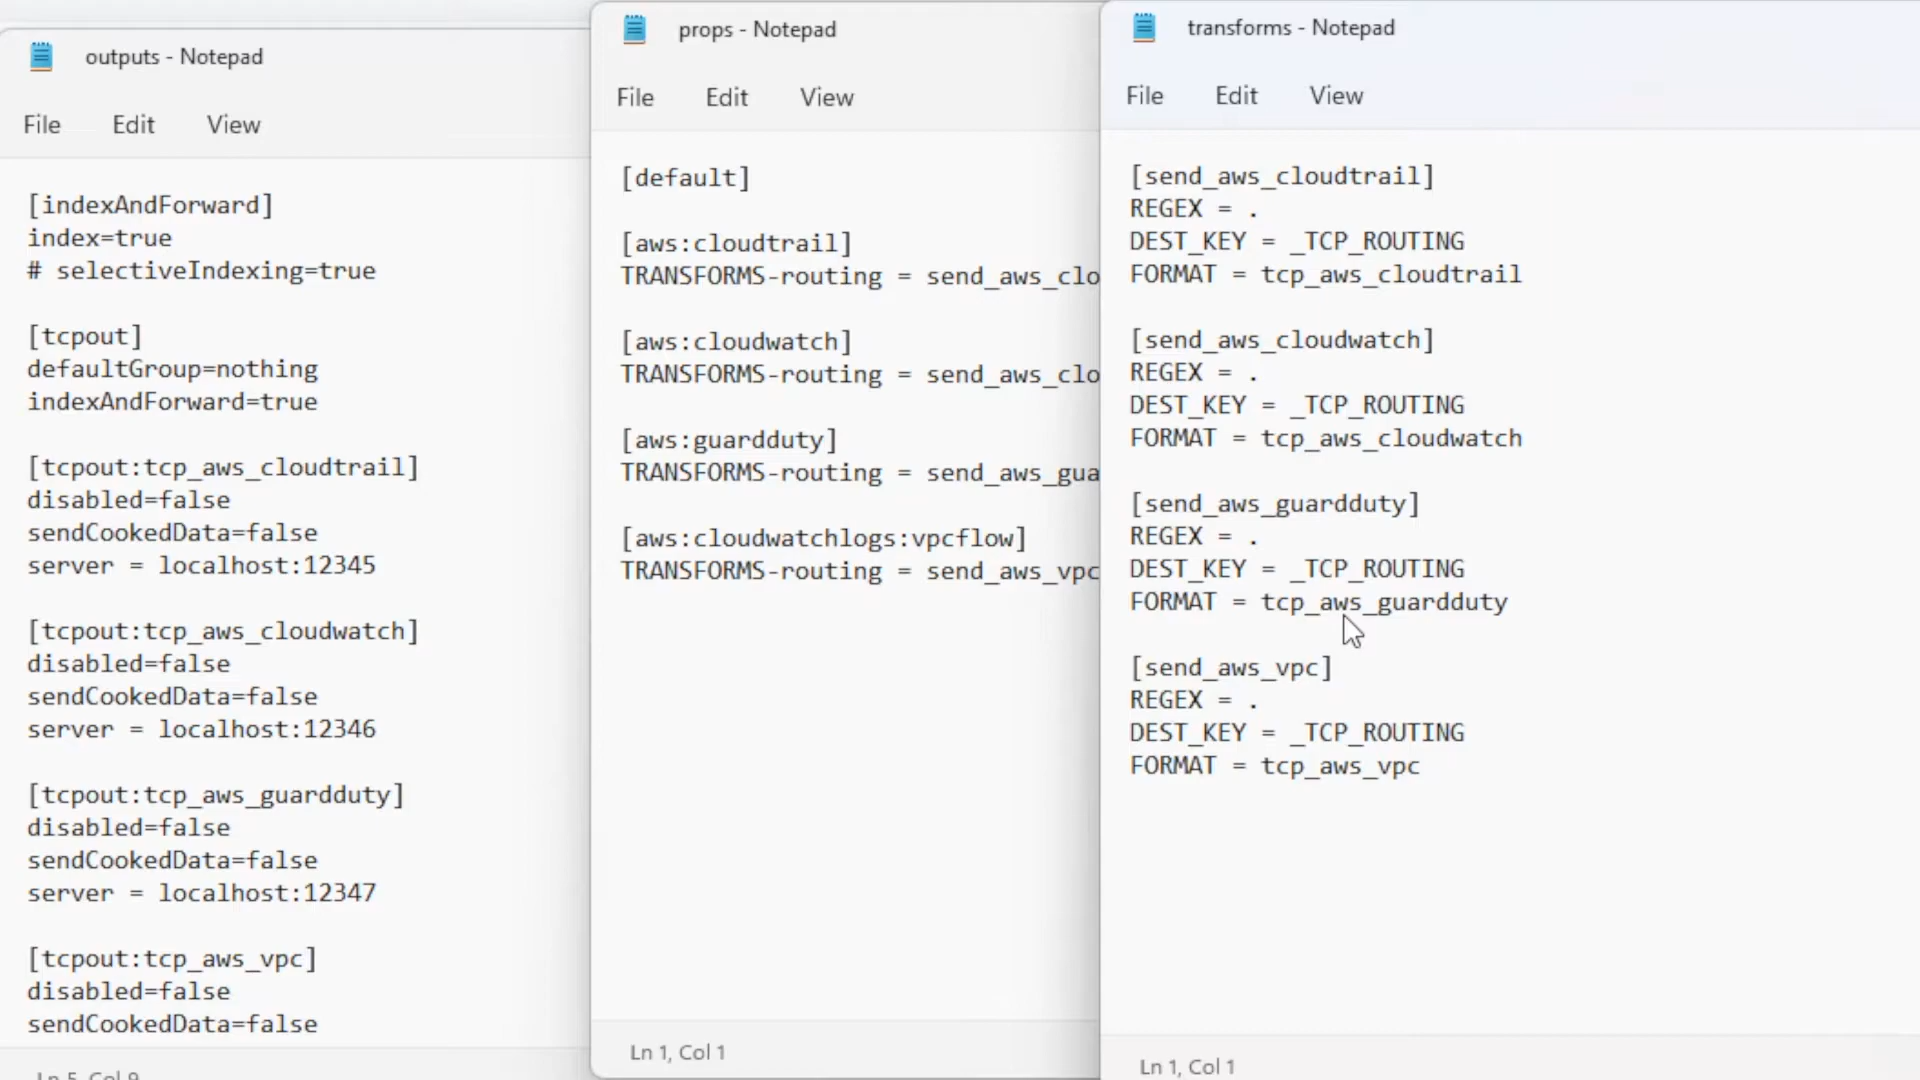 outputs - Notepad
File Edit View
[indexAndForward]
index=true
# selectiveIndexing=true
[tcpout]
defaultGroup=nothing
indexAndForward=true
[tcpout:tcp_aws_cloudtrail]
disabled=false
sendCookedData=false
server = localhost:12345
[tcpout:tcp_aws_cloudwatch]
disabled=false
sendCookedData=false
server = localhost:12346
[tcpout:tcp_aws_guardduty]
disabled=false
sendCookedData=false
server = localhost:12347
[tcpout:tcp_aws_vpc]
disabled=false
sendCookedData=false
Ln 5, Col 9
props - Notepad
File Edit View
[default]
[aws:cloudtrail]
TRANSFORMS-routing = send_aws_clo
[aws:cloudwatch]
TRANSFORMS-routing = send_aws_clo
[aws:guardduty]
TRANSFORMS-routing = send_aws_gua
[aws:cloudwatchlogs:vpcflow]
TRANSFORMS-routing = send_aws_vpc
Ln 1, Col 1
transforms - Notepad
File Edit View
[send_aws_cloudtrail]
REGEX = .
DEST_KEY = _TCP_ROUTING
FORMAT = tcp_aws_cloudtrail
[send_aws_cloudwatch]
REGEX = .
DEST_KEY = _TCP_ROUTING
FORMAT = tcp_aws_cloudwatch
[send_aws_guardduty]
REGEX = .
DEST_KEY = _TCP_ROUTING
FORMAT = tcp_aws_guardduty
[send_aws_vpc]
REGEX = .
DEST_KEY = _TCP_ROUTING
FORMAT = tcp_aws_vpc
Ln 1, Col 1